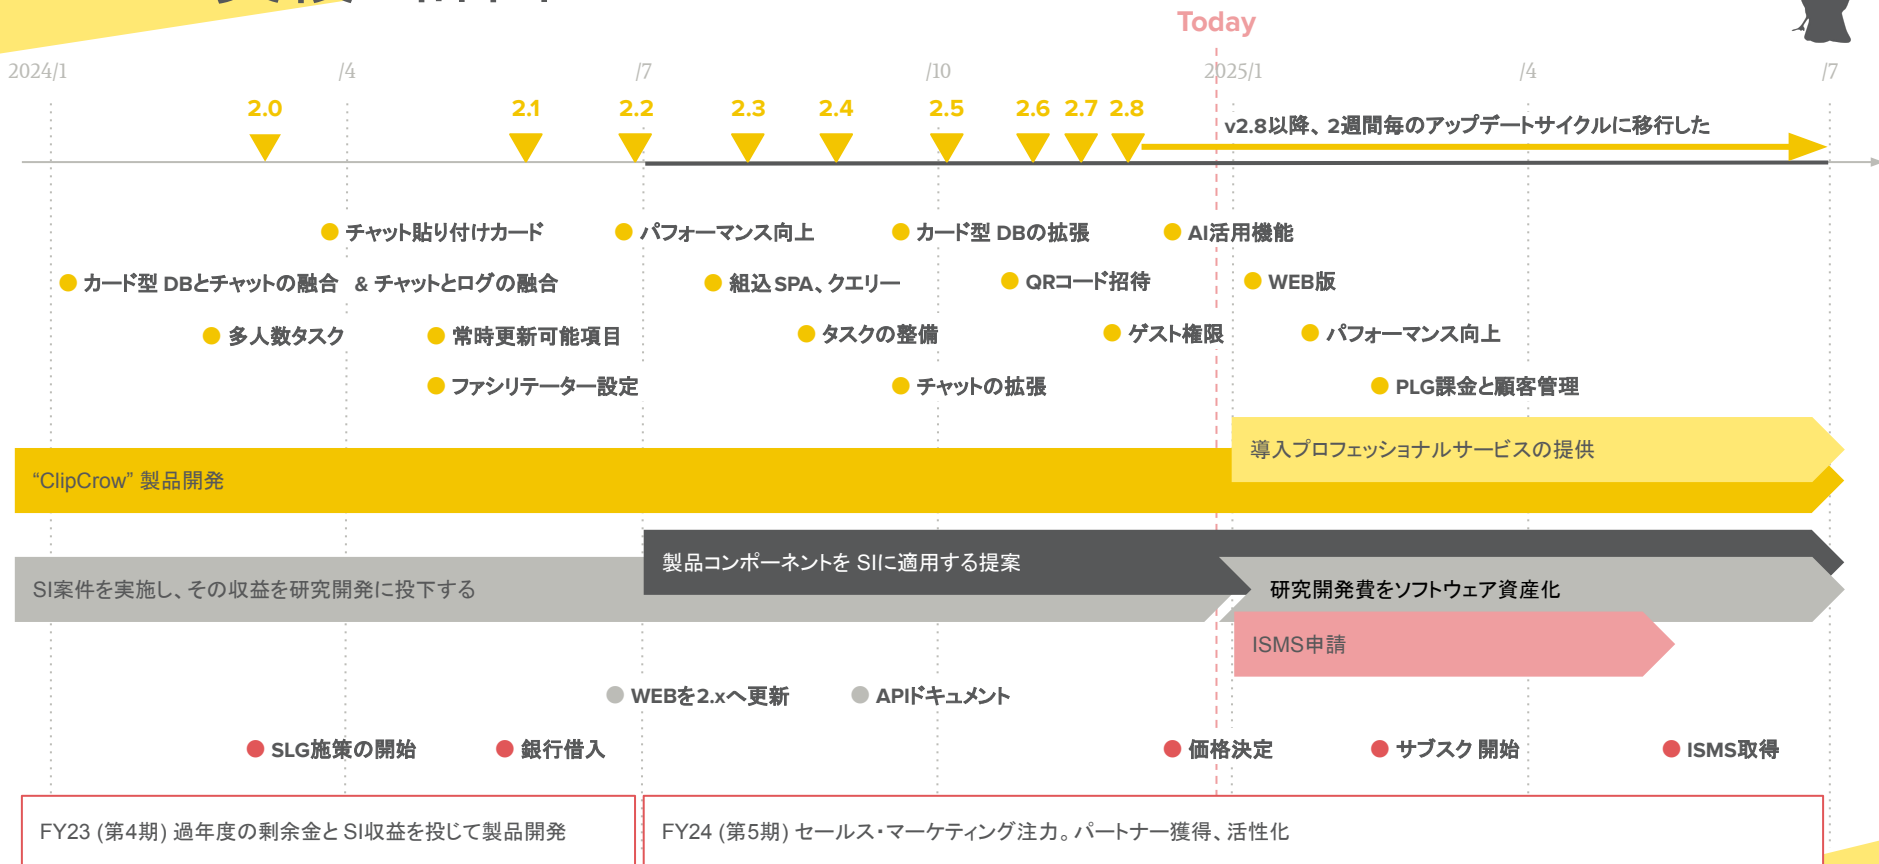 Today
2024/1 /4 /7 /10 2025/1 /4 /7
2.0 2.1 2.2 2.3 2.4 2.5 2.6 2.7 2.8
v2.8以降、2週間毎のアップデートサイクルに移行した
チャット貼り付けカード パフォーマンス向上 カード型 DBの拡張 AI活用機能
カード型 DBとチャットの融合 & チャットとログの融合 組込SPA、クエリー QRコード招待 WEB版
多人数タスク 常時更新可能項目 タスクの整備 ゲスト権限 パフォーマンス向上
ファシリテーター設定 チャットの拡張 PLG課金と顧客管理
導入プロフェッショナルサービスの提供
“ClipCrow” 製品開発
製品コンポーネントを SIに適用する提案
SI案件を実施し、その収益を研究開発に投下する 研究開発費をソフトウェア資産化
ISMS申請
WEBを2.xへ更新 APIドキュメント
SLG施策の開始 銀行借入 価格決定 サブスク開始 ISMS取得
FY23 (第4期) 過年度の剰余金と SI収益を投じて製品開発 FY24 (第5期) セールス・マーケティング注力。パートナー獲得、活性化